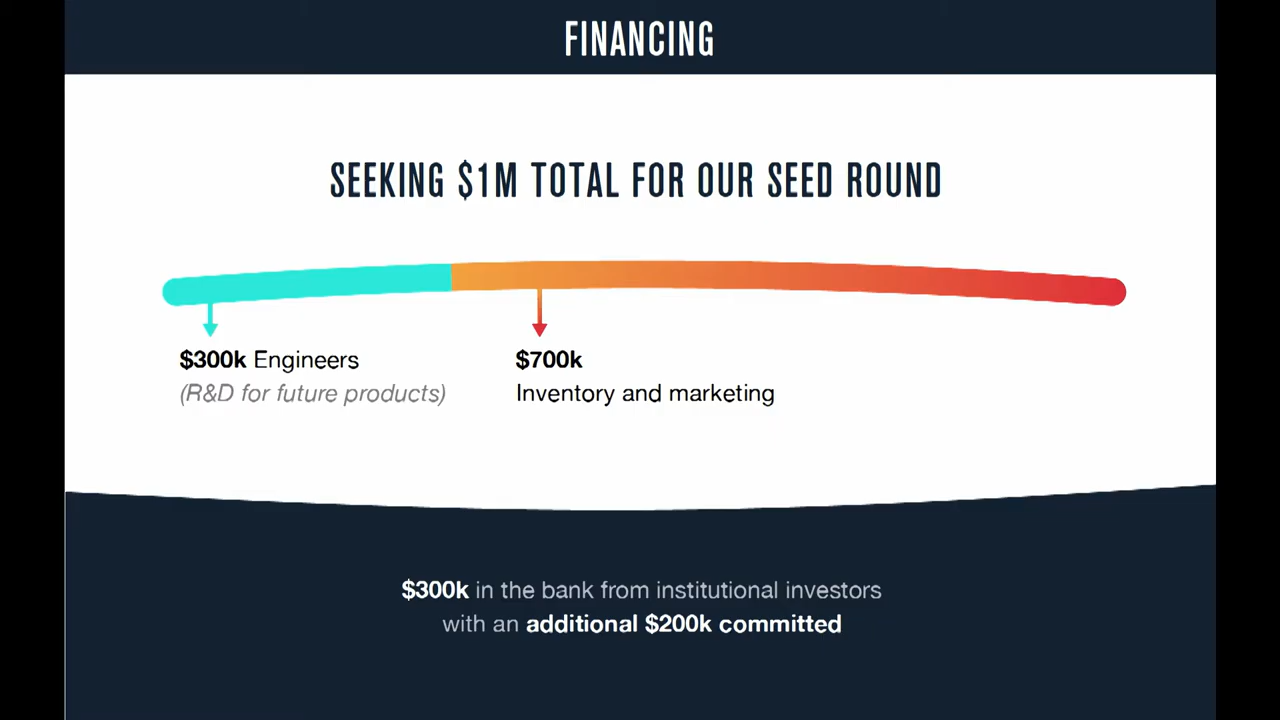 FINANCING
SEEKING $1M TOTAL FOR OUR SEED ROUND
$300k Engineers
(R&D for future products)
$700k
Inventory and marketing
$300k in the bank from institutional investors
with an additional $200k committed